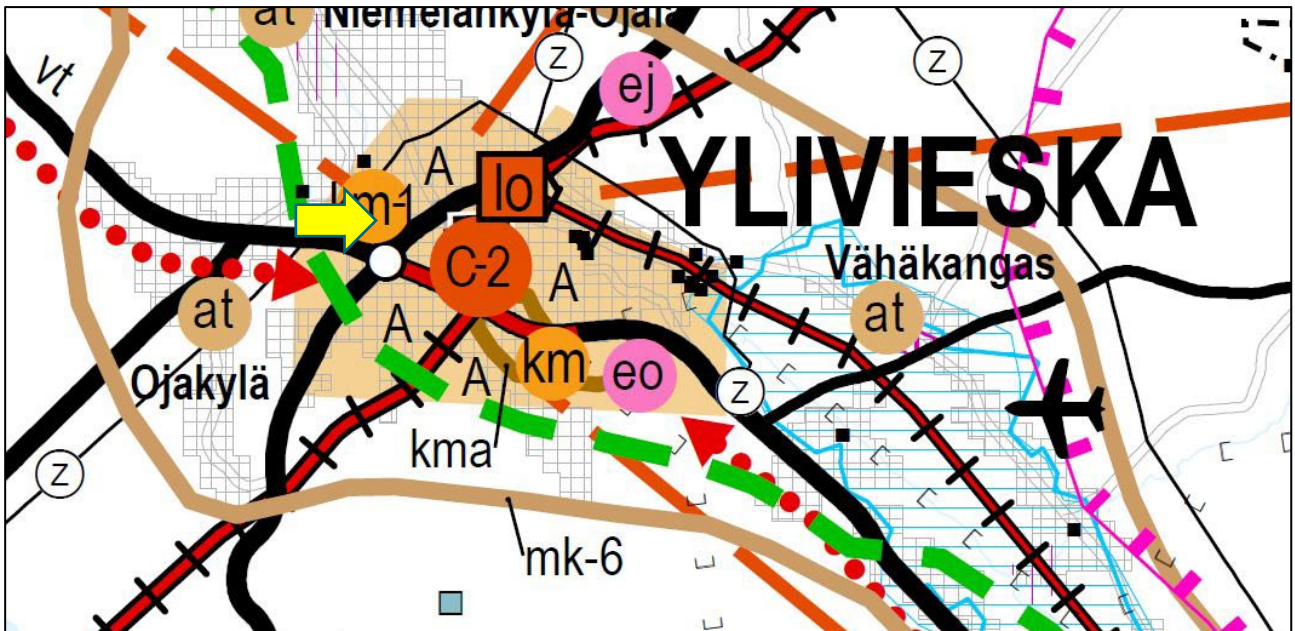 at
Niemelänkylä-Ojala
z
z
ej
vt
YLIVIESKA
A
lo
km-1
Vähäkangas
C-2
A
at
at
A
km
eo
Ojakylä
A
z
kma
z
mk-6